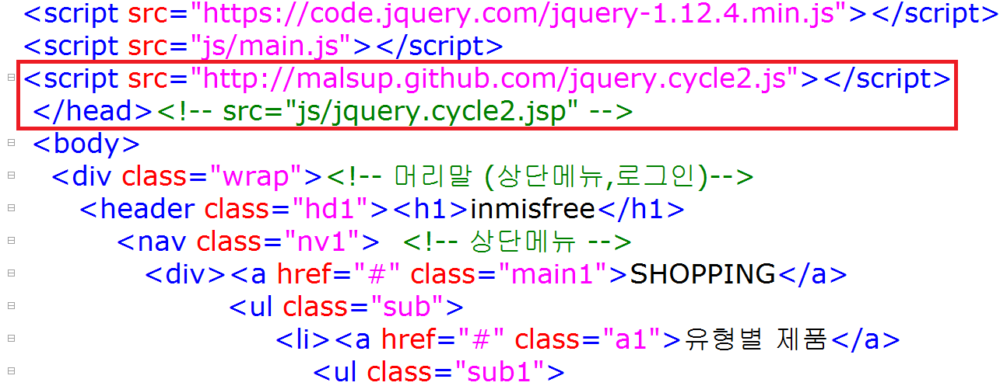 <script src="https://code.jquery.com/jquery-1.12.4.min.js"></script>
<script src="js/main.js"></script>
<script src="http://malsup.github.com/jquery.cycle2.js"></script>
</head><!-- src="js/jquery.cycle2.jsp" -->
<body>
<div class="wrap"><!-- 머리말 (상단메뉴,로그인)-->
<header class="hd1"><h1>inmisfree</h1>
<nav class="nv1">  <!-- 상단메뉴 -->
<div><a href="#" class="main1">SHOPPING</a>
<ul class="sub">
<li><a href="#" class="a1">유형별 제품</a>
<ul class="sub1">